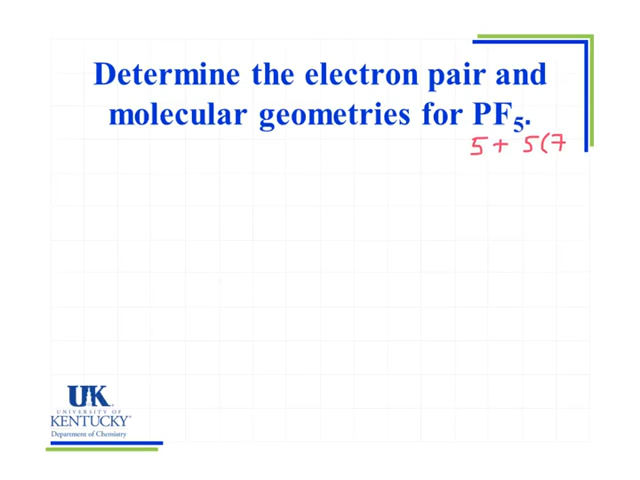 Determine the electron pair and
molecular geometries for PF₅.
5 + 5(7
UK
UNIVERSITY OF
KENTUCKY
Department of Chemistry